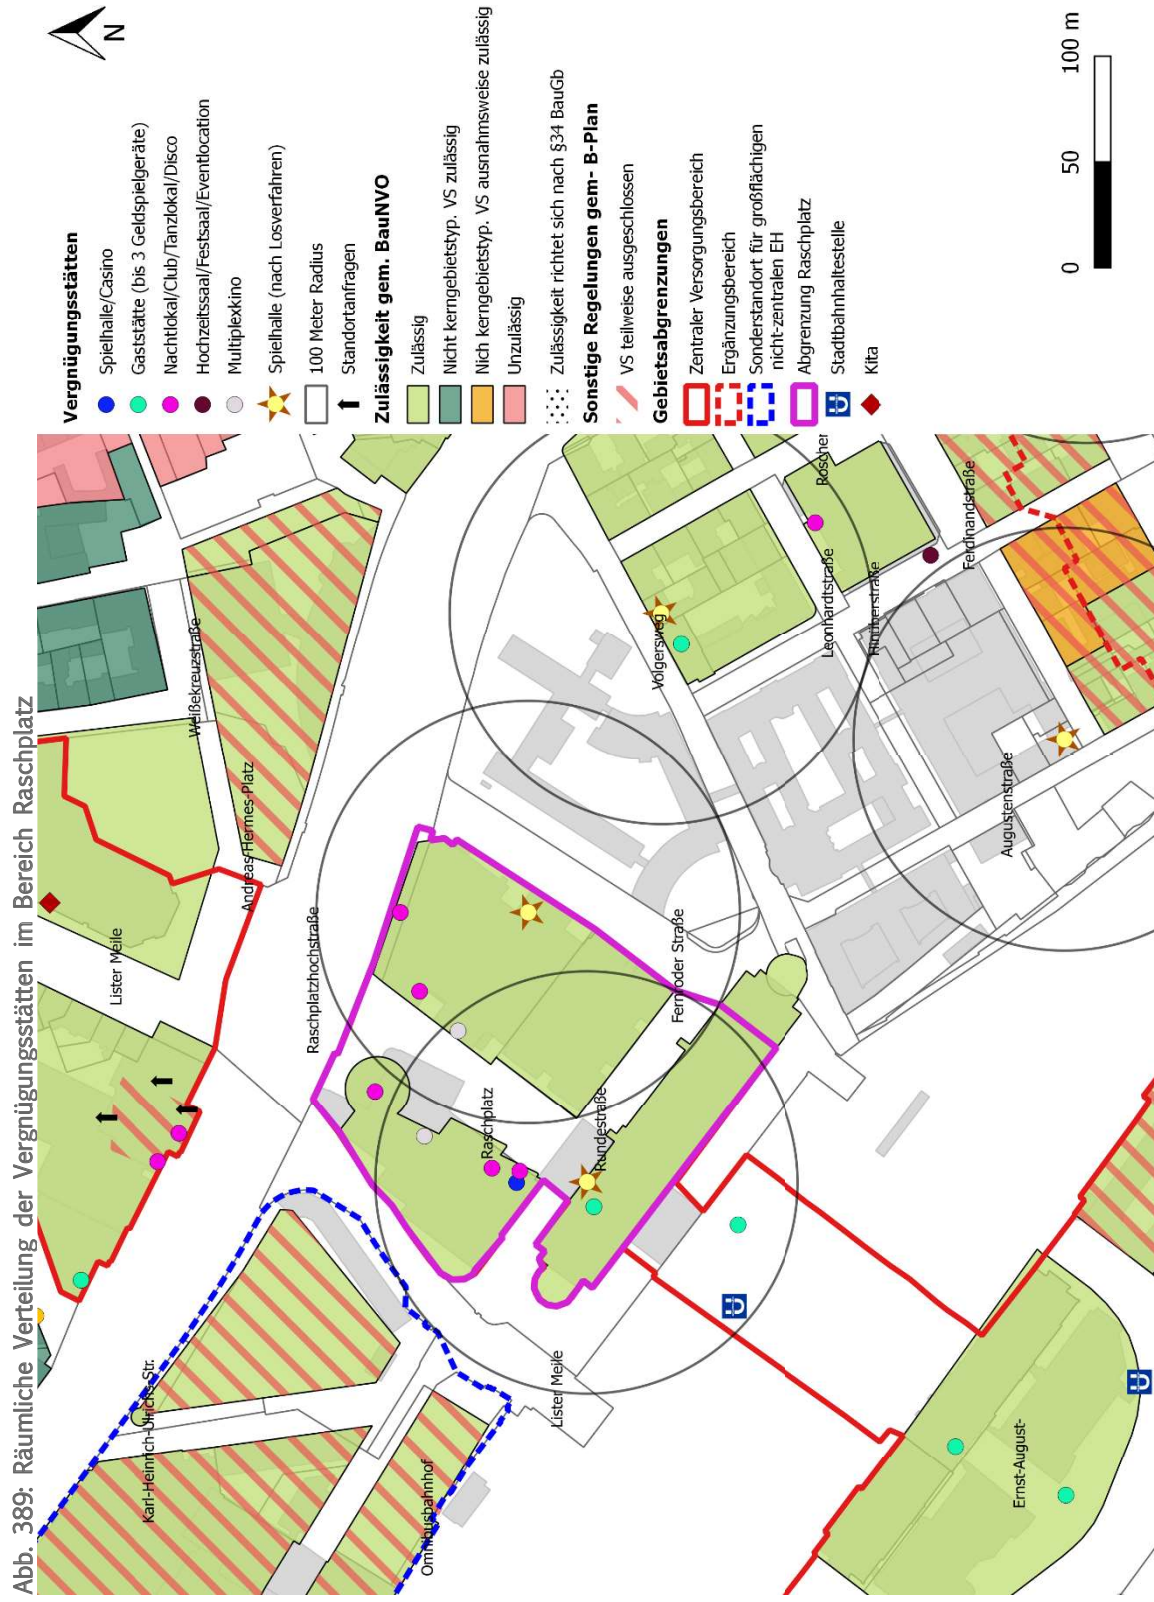 Abb. 389: Räumliche Verteilung der Vergnügungsstätten im Bereich Raschplatz
N
Vergnügungsstätten
Spielhalle/Casino
Gaststätte (bis 3 Geldspielgeräte)
Nachtlokal/Club/Tanzlokal/Disco
Hochzeitssaal/Festsaal/Eventlocation
Multiplexkino
Spielhalle (nach Losverfahren)
100 Meter Radius
Standortanfragen
Zulässigkeit gem. BauNVO
Zulässig
Nicht kerngebietstyp. VS zulässig
Nich kerngebietstyp. VS ausnahmsweise zulässig
Unzulässig
Zulässigkeit richtet sich nach §34 BauGb
Sonstige Regelungen gem- B-Plan
VS teilweise ausgeschlossen
Gebietsabgrenzungen
Zentraler Versorgungsbereich
Ergänzungsbereich
Sonderstandort für großflächigen
nicht-zentralen EH
Abgrenzung Raschplatz
Stadtbahnhaltestelle
Kita
0 50 100 m
Weißekreuzstraße
Andreas-Hermes-Platz
Lister Meile
Raschplatzhochstraße
Karl-Heinrich-Ulrichs-Str.
Raschplatz
Rundestraße
Fernroder Straße
Volgersweg
Leonhardtstraße
Roscher
Hinüberstraße
Ferdinandstraße
Augustenstraße
Lister Meile
Omnibusbahnhof
Ernst-August-
U
U
U